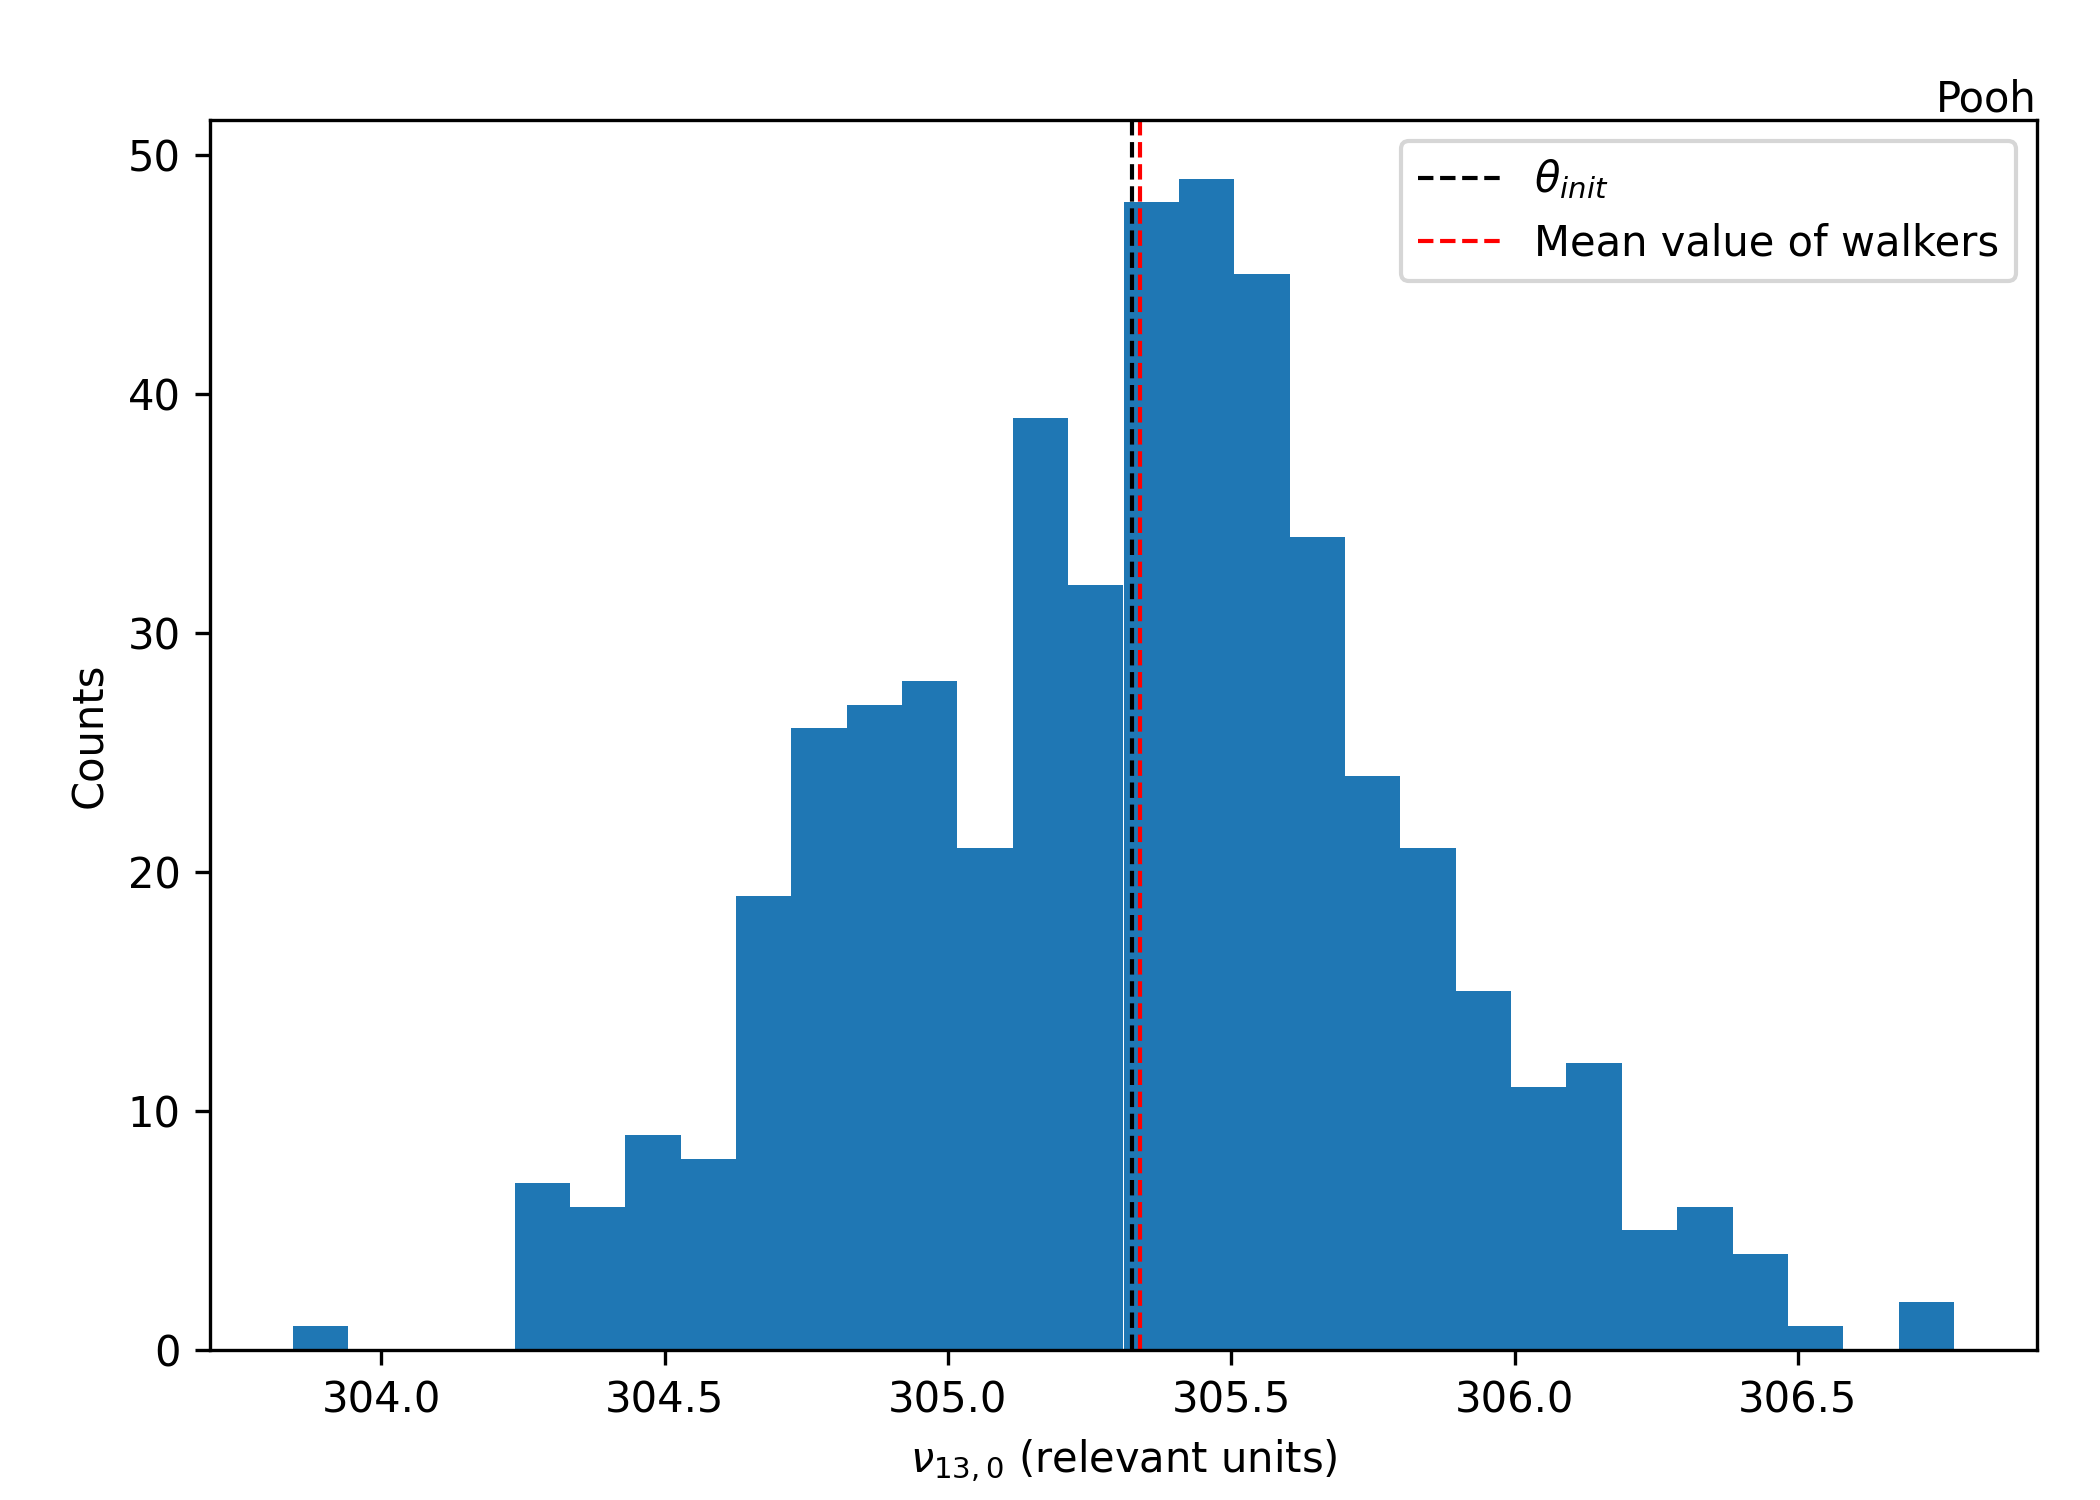 Pooh
50
40
30
20
10
0
Counts
θinit
Mean value of walkers
304.0 304.5 305.0 305.5 306.0 306.5
ν13, 0 (relevant units)